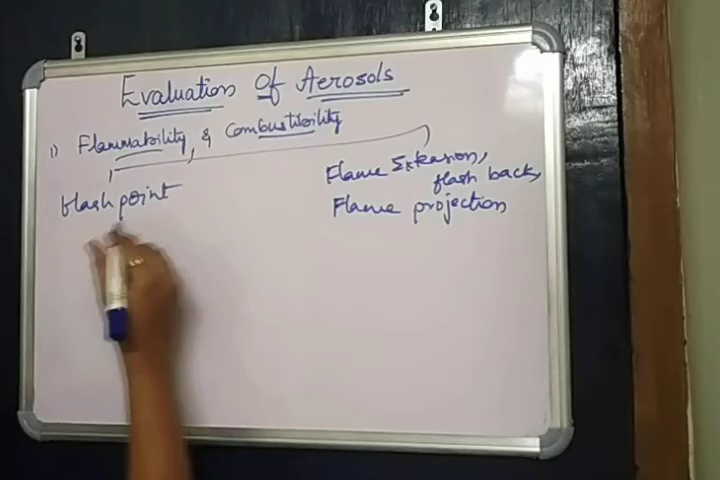 Evaluation of Aerosols
1) Flammability & Combustibility
flash point
Flame Extension,
flash back,
Flame projection